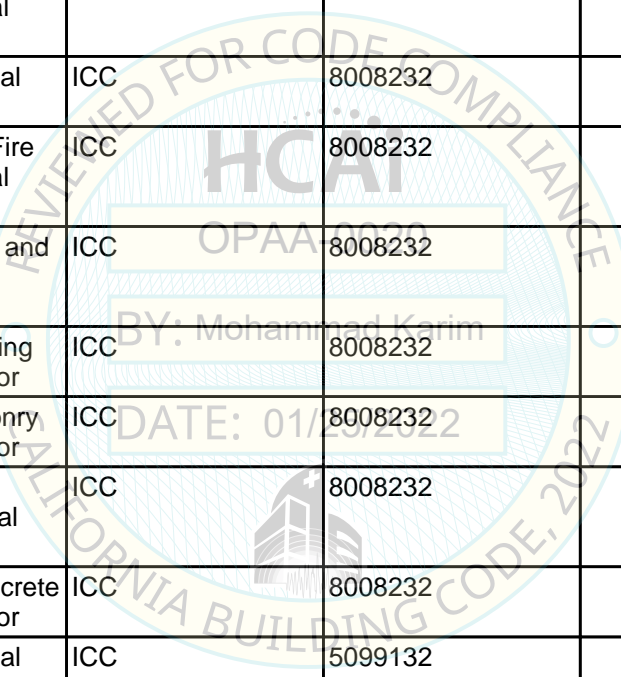 al
al ICC 8008232
Fire ICC 8008232
al
and ICC 8008232
ing ICC 8008232
or
onry ICC 8008232
or
ICC 8008232
al
crete ICC 8008232
or
al ICC 5099132
REVIEWED FOR CODE COMPLIANCE
HCAI
OPAA-0029
BY: Mohammad Karim
DATE: 01/25/2022
CALIFORNIA BUILDING CODE, 2022